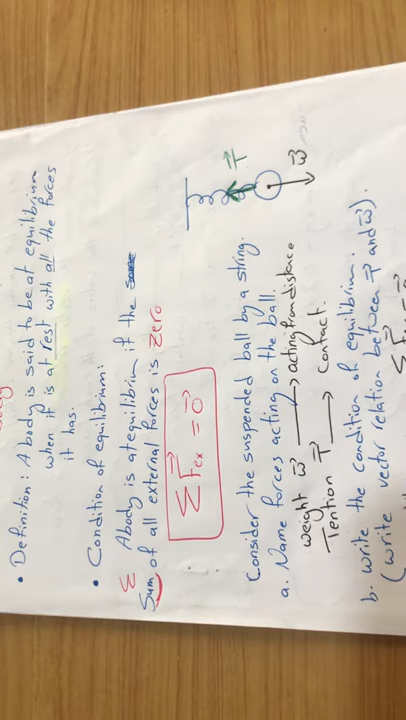 • Definition: A body is said to be at equilibrium
when it is at rest with all the forces
it has.
• Condition of equilibrium:
Σ A body is at equilibrium if the
Sum of all external forces is zero
ΣF⃗ex = 0⃗
T⃗
w⃗
Consider the suspended ball by a string.
a. Name forces acting on the ball.
weight w⃗ → acting from distance
Tention T⃗ → Contact.
b. Write the condition of equilibrium.
(write vector relation between T⃗ and w⃗).